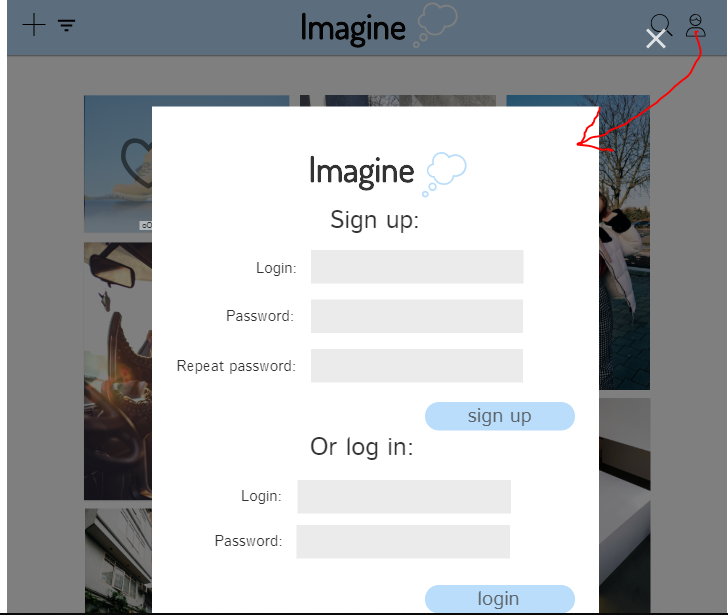 Imagine
Imagine
Sign up:
Login:
Password:
Repeat password:
sign up
Or log in:
Login:
Password:
login